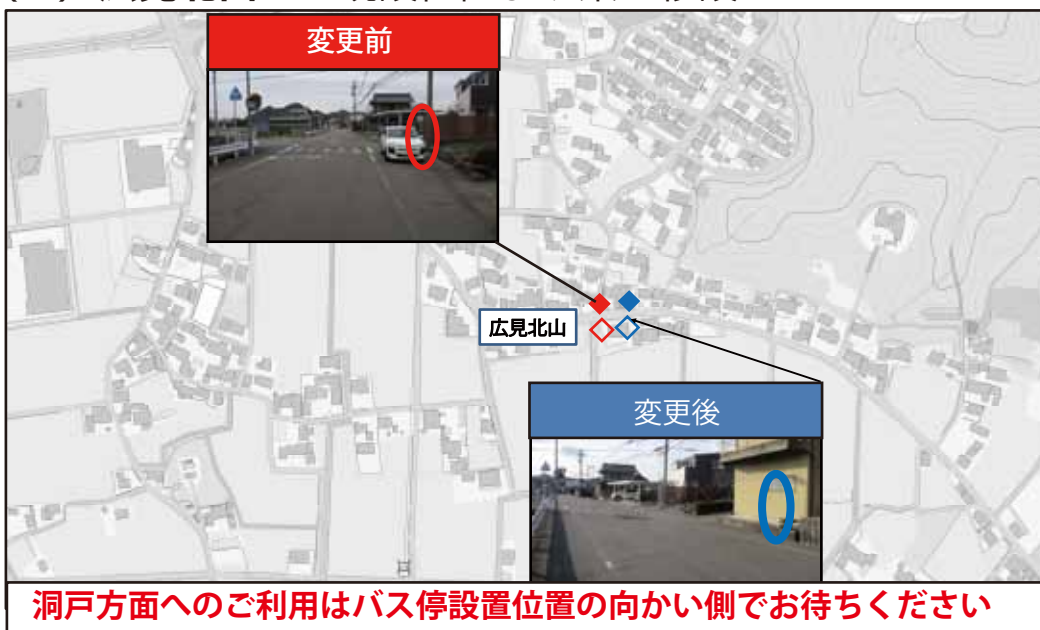 変更前
広見北山
変更後
洞戸方面へのご利用はバス停設置位置の向かい側でお待ちください